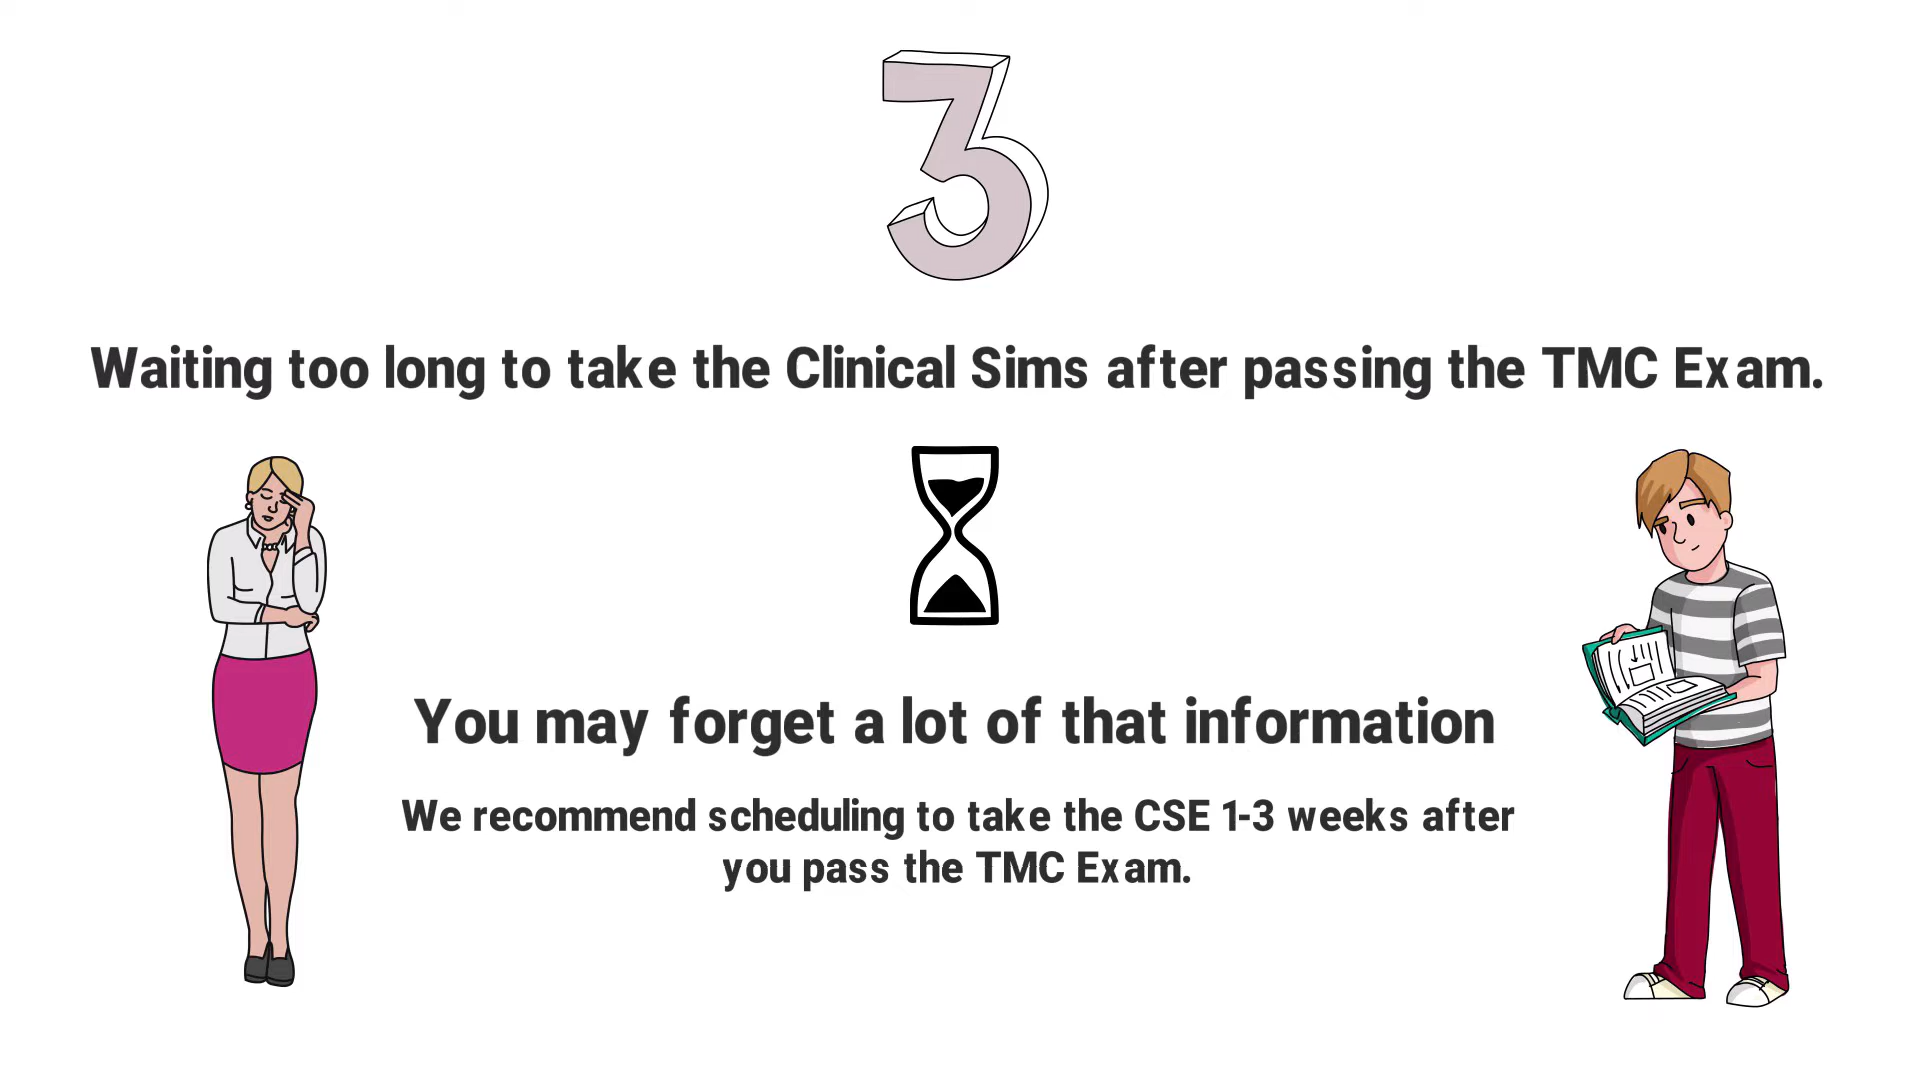 3
Waiting too long to take the Clinical Sims after passing the TMC Exam.
You may forget a lot of that information
We recommend scheduling to take the CSE 1-3 weeks after
you pass the TMC Exam.